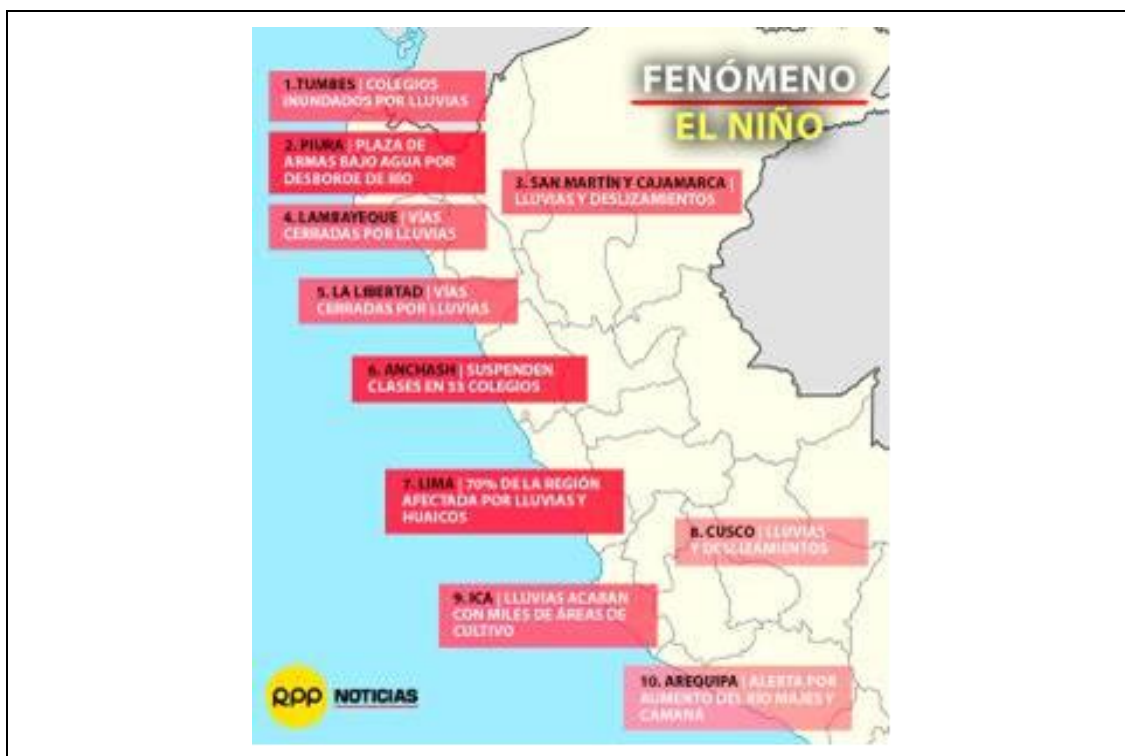 FENÓMENO
EL NIÑO
1.TUMBES | COLEGIOS
INUNDADOS POR LLUVIAS
2. PIURA | PLAZA DE
ARMAS BAJO AGUA POR
DESBORDE DE RÍO
3. SAN MARTÍN Y CAJAMARCA |
LLUVIAS Y DESLIZAMIENTOS
4. LAMBAYEQUE | VÍAS
CERRADAS POR LLUVIAS
5. LA LIBERTAD | VÍAS
CERRADAS POR LLUVIAS
6. ANCHASH | SUSPENDEN
CLASES EN 33 COLEGIOS
7. LIMA | 70% DE LA REGIÓN
AFECTADA POR LLUVIAS Y
HUAICOS
8. CUSCO | LLUVIAS
Y DESLIZAMIENTOS
9. ICA | LLUVIAS ACABAN
CON MILES DE ÁREAS DE
CULTIVO
10. AREQUIPA | ALERTA POR
AUMENTO DEL RÍO MAJES Y
CAMANÁ
RPP NOTICIAS